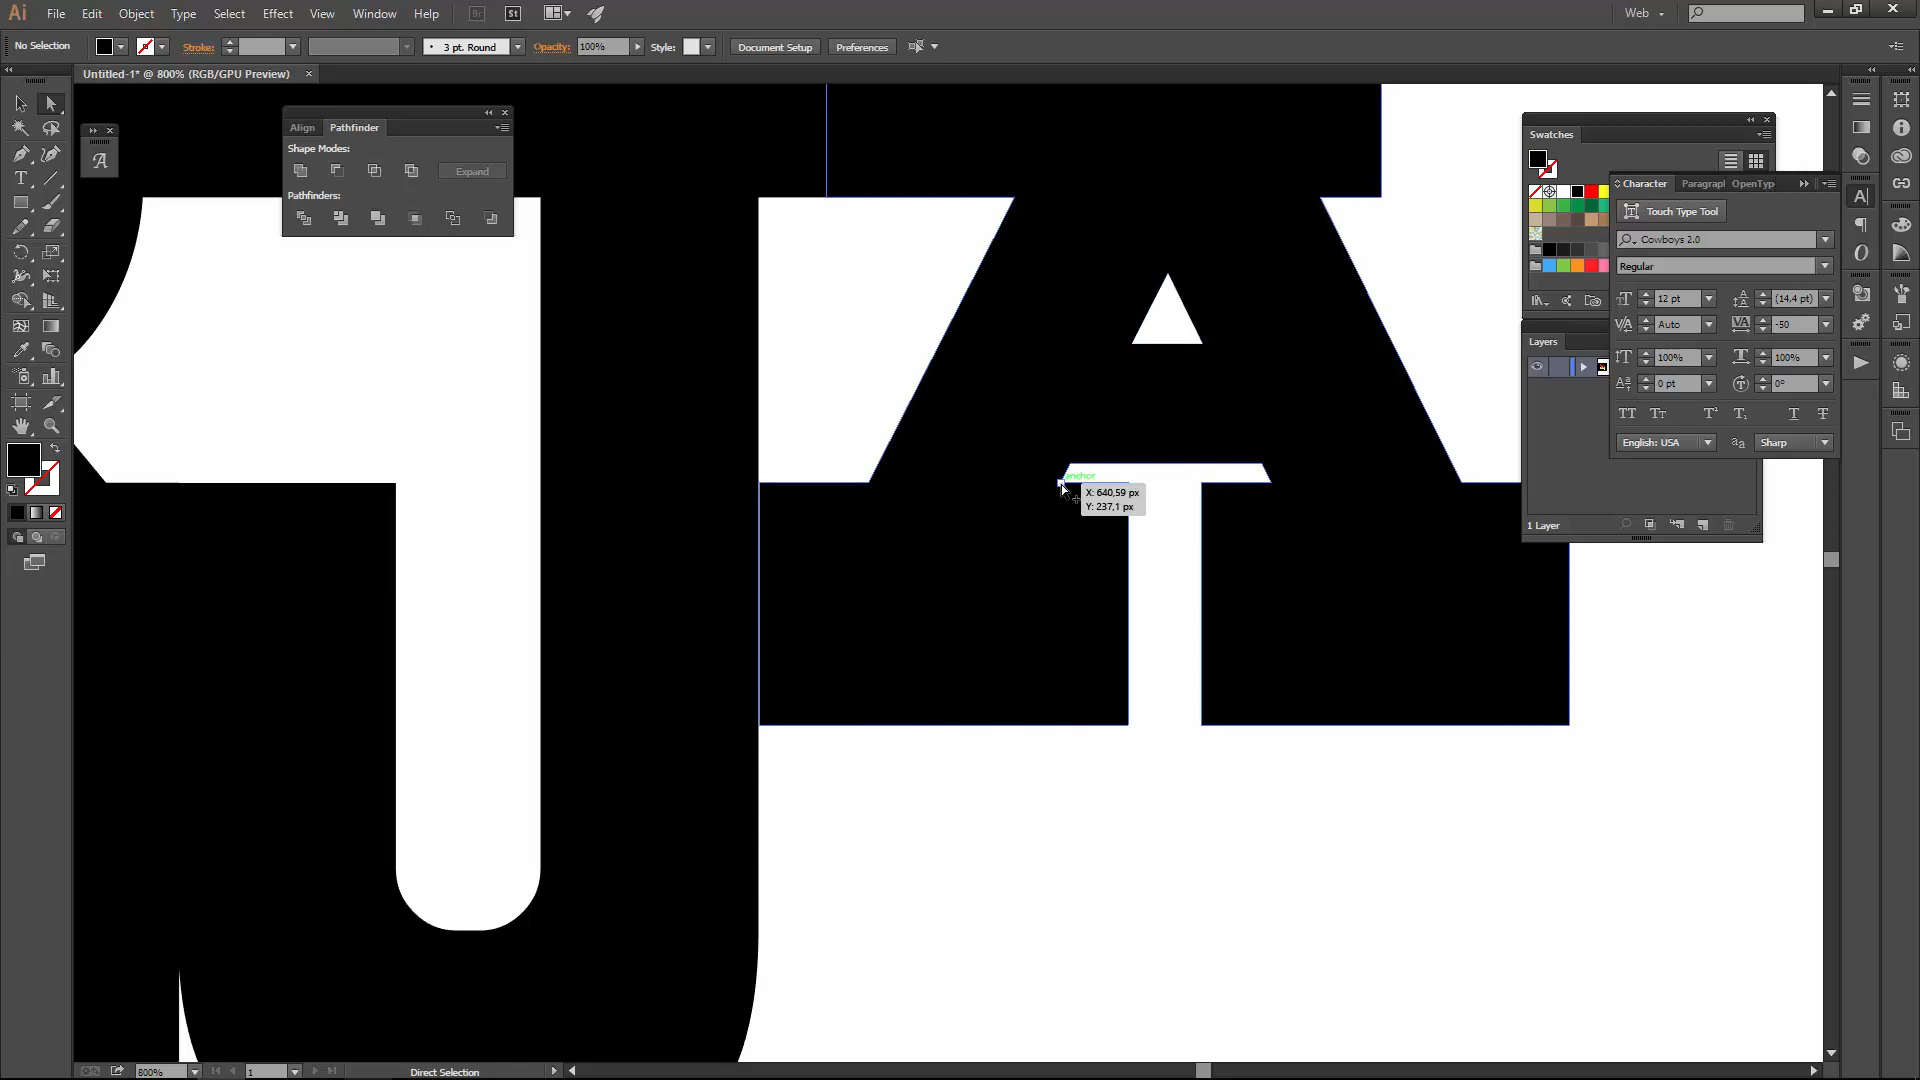 Ai File Edit Object Type Select Effect View Window Help Br St Web
No Selection Stroke: 3 pt. Round Opacity: 100% Style: Document Setup Preferences
Untitled-1* @ 800% (RGB/GPU Preview)
Align Pathfinder
Shape Modes:
Expand
Pathfinders:
Swatches
Character Paragraph OpenTyp
Touch Type Tool
Cowboys 2.0
Regular
12 pt (14,4 pt)
Auto -50
100% 100%
0 pt 0°
English: USA Sharp
Layers
1 Layer
anchor
X: 640,59 px
Y: 237,1 px
800% 1 Direct Selection